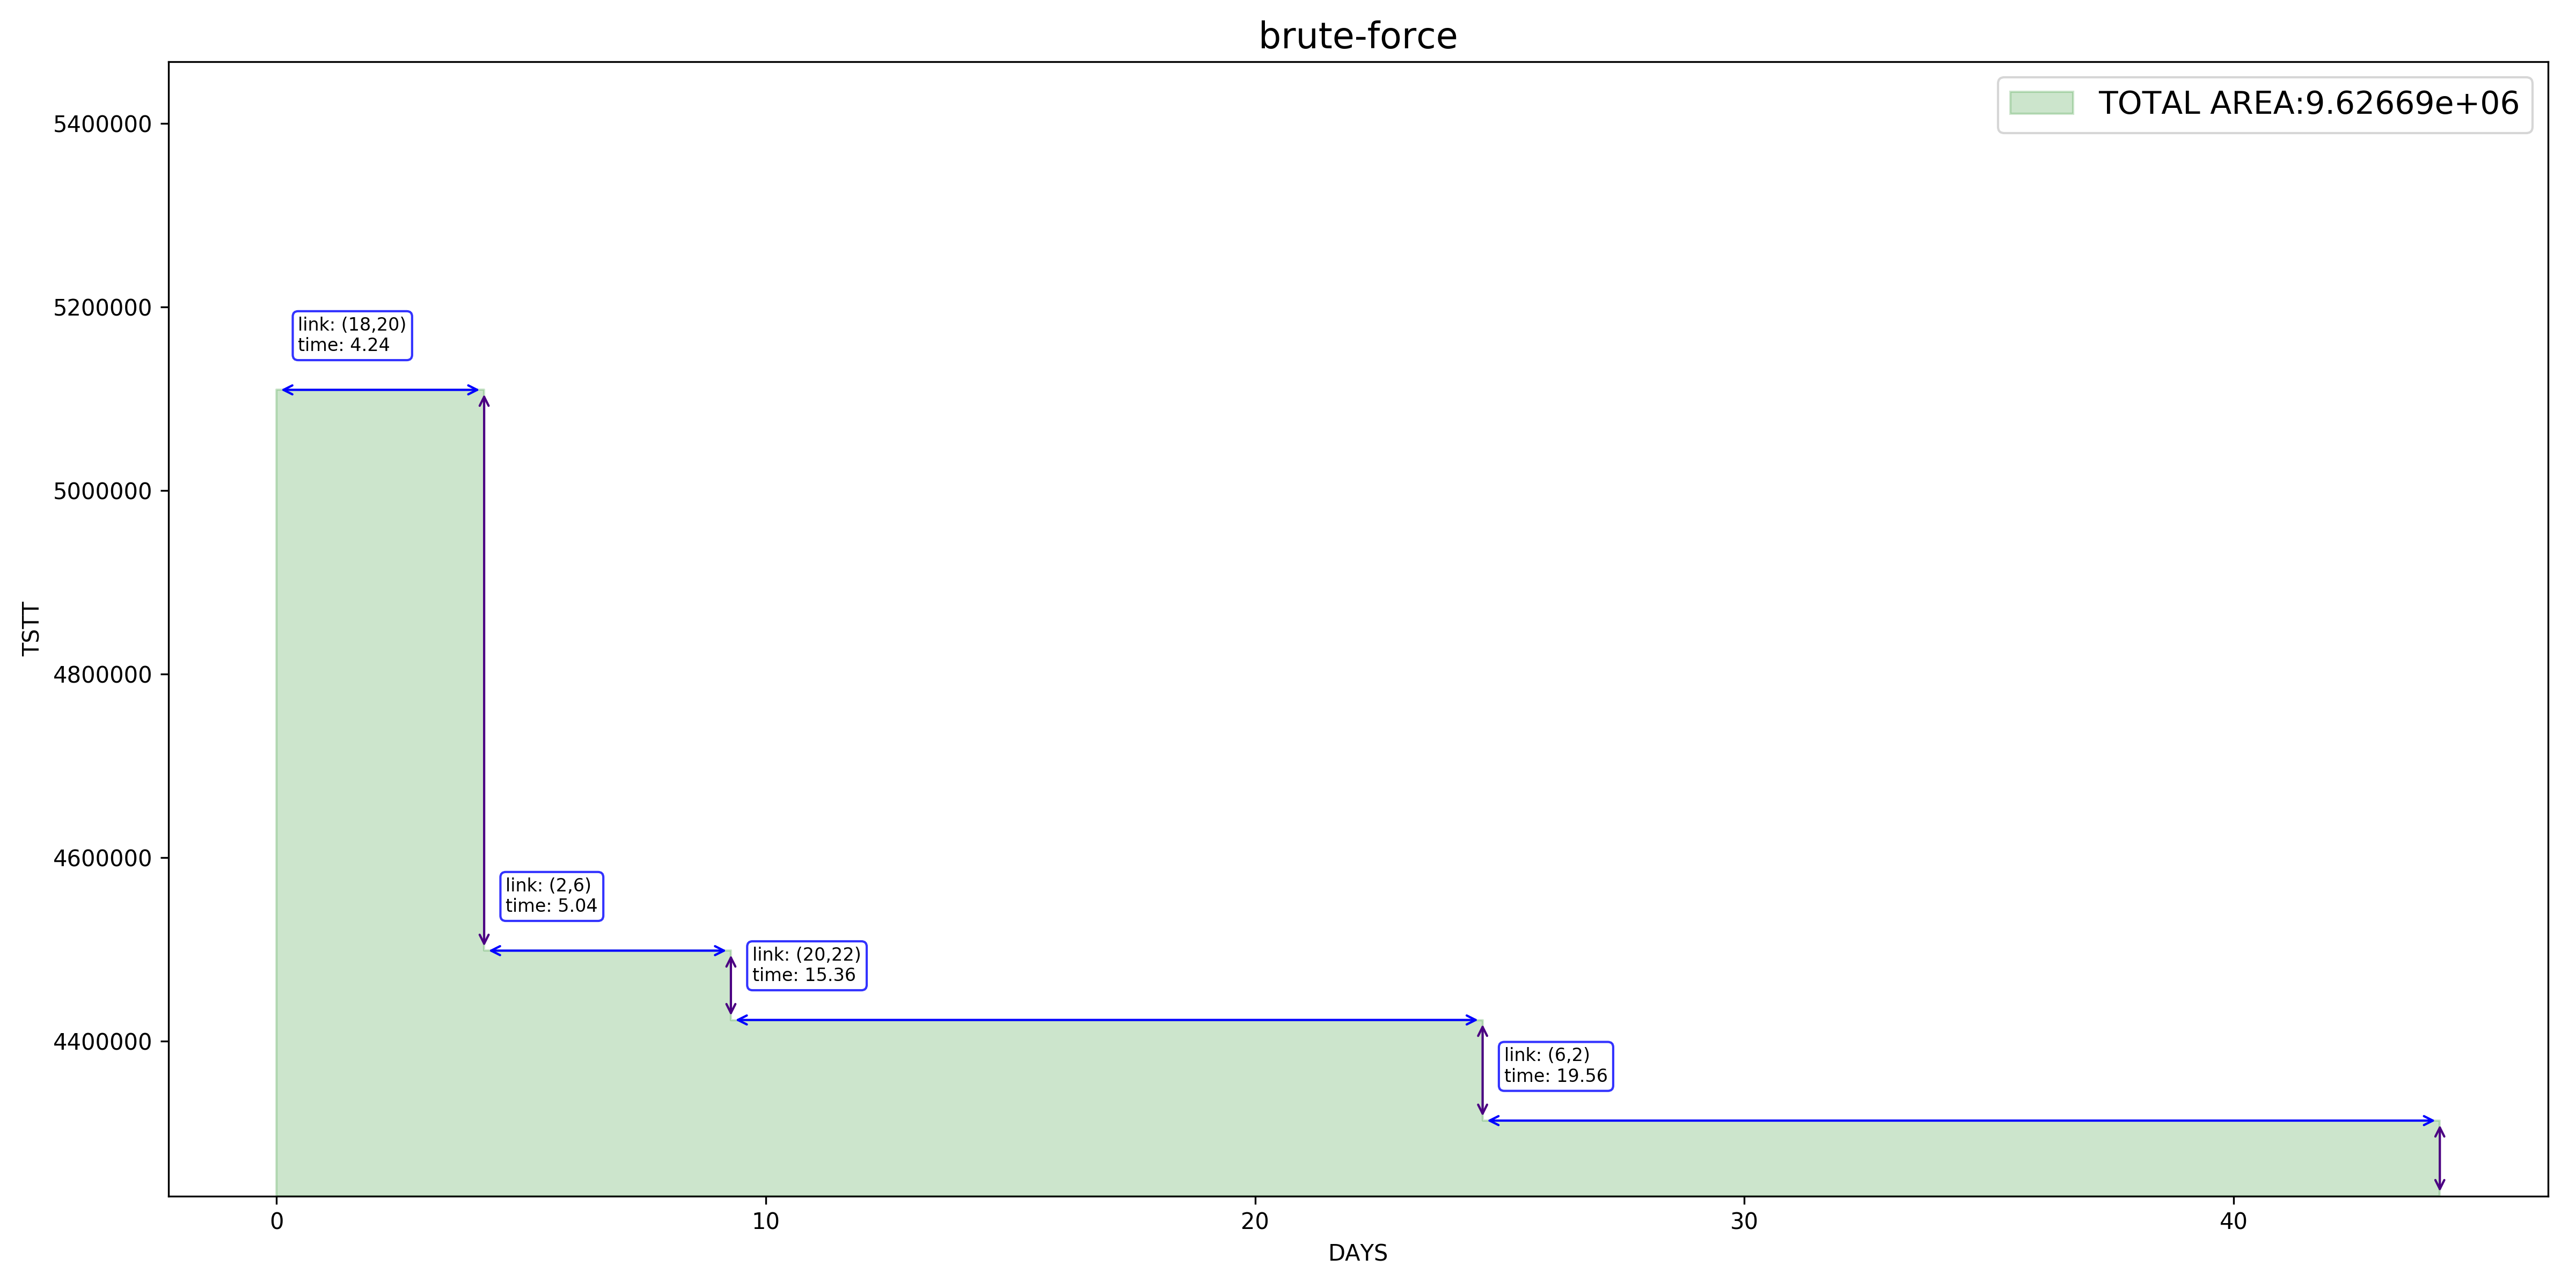 brute-force
TOTAL AREA:9.62669e+06
5400000
5200000
5000000
4800000
4600000
4400000
TSTT
link: (18,20)
time: 4.24
link: (2,6)
time: 5.04
link: (20,22)
time: 15.36
link: (6,2)
time: 19.56
0
10
20
30
40
DAYS